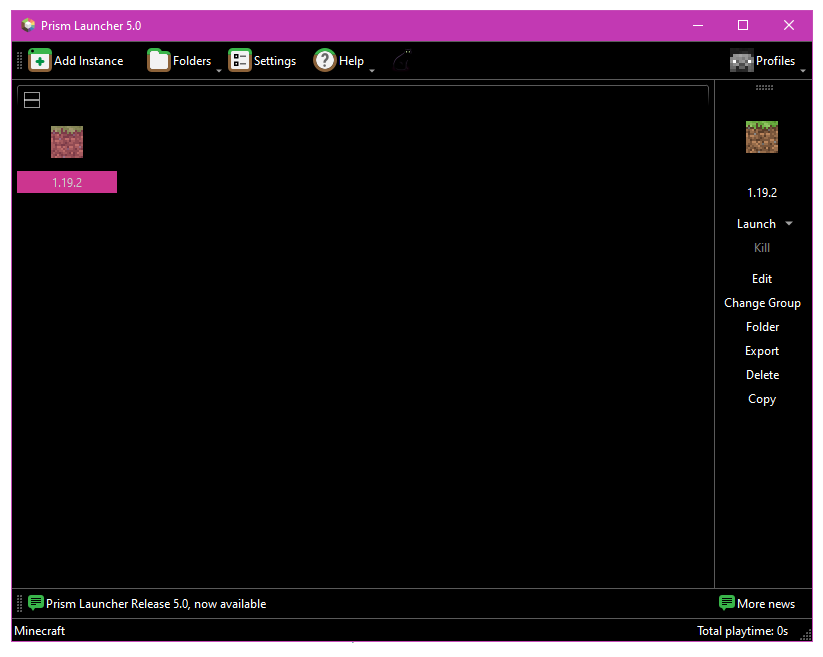 Prism Launcher 5.0
Add Instance Folders Settings Help Profiles
1.19.2
1.19.2
Launch
Kill
Edit
Change Group
Folder
Export
Delete
Copy
Prism Launcher Release 5.0, now available More news
Minecraft Total playtime: 0s